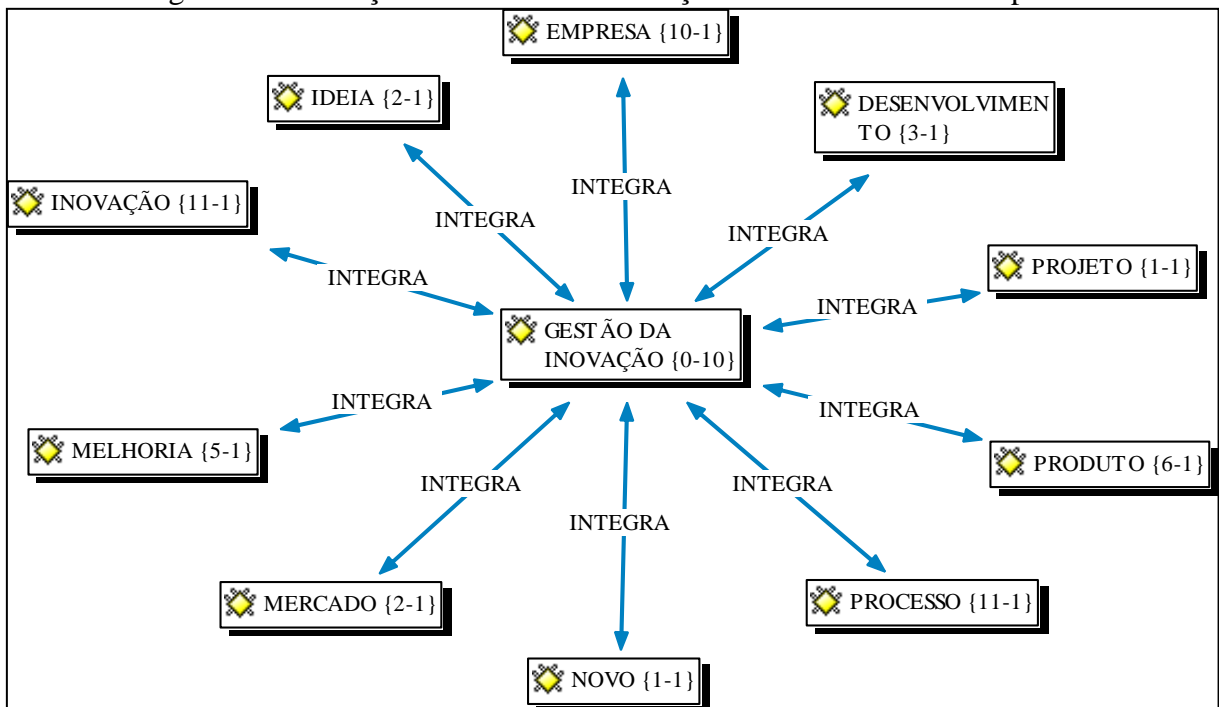 EMPRESA {10-1}
IDEIA {2-1}
DESENVOLVIMEN
TO {3-1}
INTEGRA
INOVAÇÃO {11-1}
INTEGRA
INTEGRA
INTEGRA
PROJETO {1-1}
INTEGRA
GESTÃO DA
INOVAÇÃO {0-10}
INTEGRA
INTEGRA
MELHORIA {5-1}
PRODUTO {6-1}
INTEGRA
INTEGRA
INTEGRA
MERCADO {2-1}
PROCESSO {11-1}
NOVO {1-1}